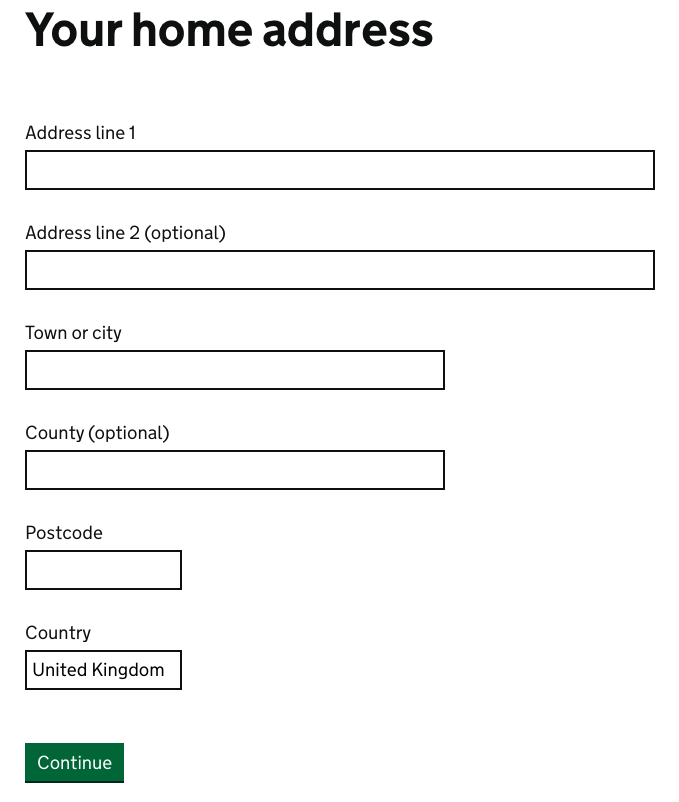 Your home address
Address line 1
Address line 2 (optional)
Town or city
County (optional)
Postcode
Country
United Kingdom
Continue